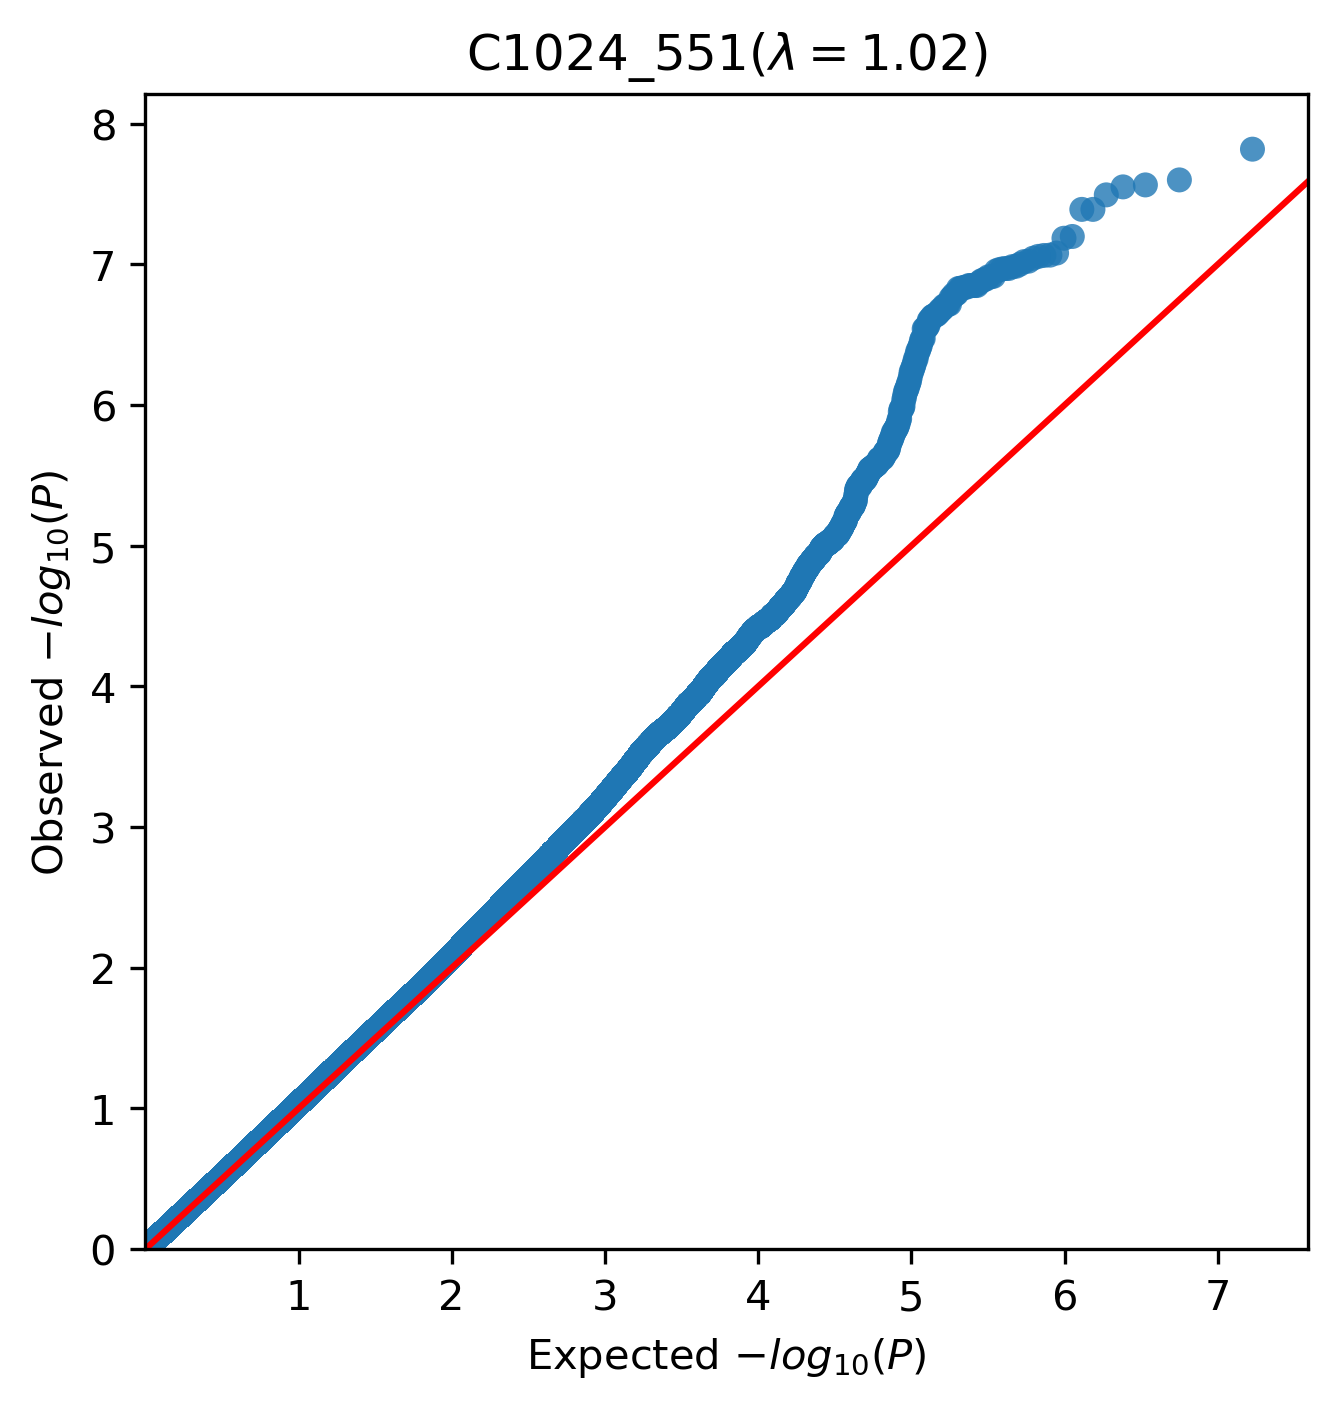 C1024_551(λ = 1.02)
8
7
6
5
4
3
2
1
0
Observed −log₁₀(P)
1 2 3 4 5 6 7
Expected −log₁₀(P)